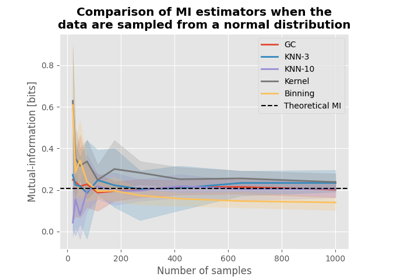 Comparison of MI estimators when the
data are sampled from a normal distribution
Mutual-information [bits]
0.8
0.6
0.4
0.2
0.0
GC
KNN-3
KNN-10
Kernel
Binning
Theoretical MI
0
200
400
600
800
1000
Number of samples